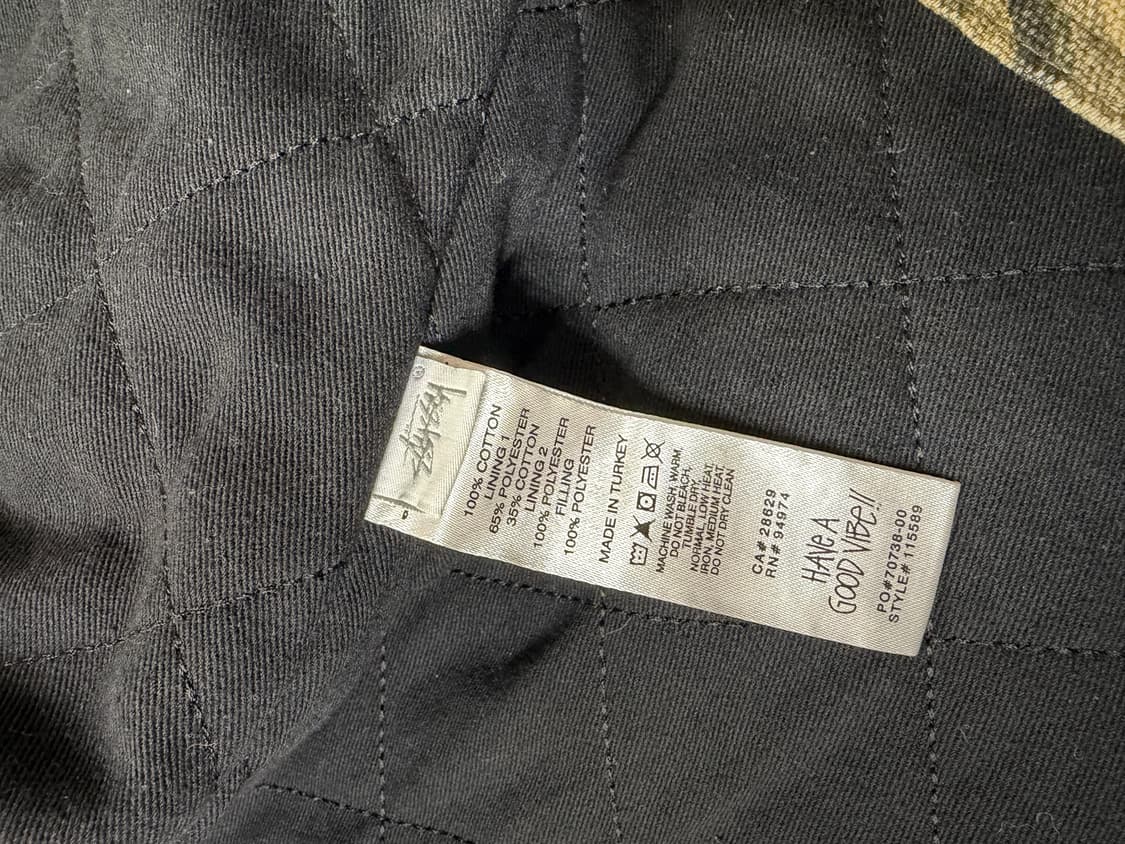 STÜSSY
®
100% COTTON
LINING 1
65% POLYESTER
35% COTTON
LINING 2
100% POLYESTER
FILLING
100% POLYESTER
MADE IN TURKEY
MACHINE WASH WARM,
DO NOT BLEACH,
TUMBLE DRY
NORMAL, LOW HEAT,
IRON, MEDIUM HEAT,
DO NOT DRY CLEAN
CA# 28629
RN# 94974
HAVE A
GOOD VIBE!!
PO#70738-00
STYLE# 115589